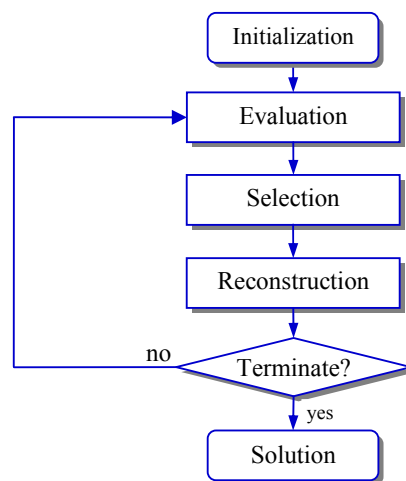 Initialization
Evaluation
Selection
Reconstruction
no
Terminate?
yes
Solution